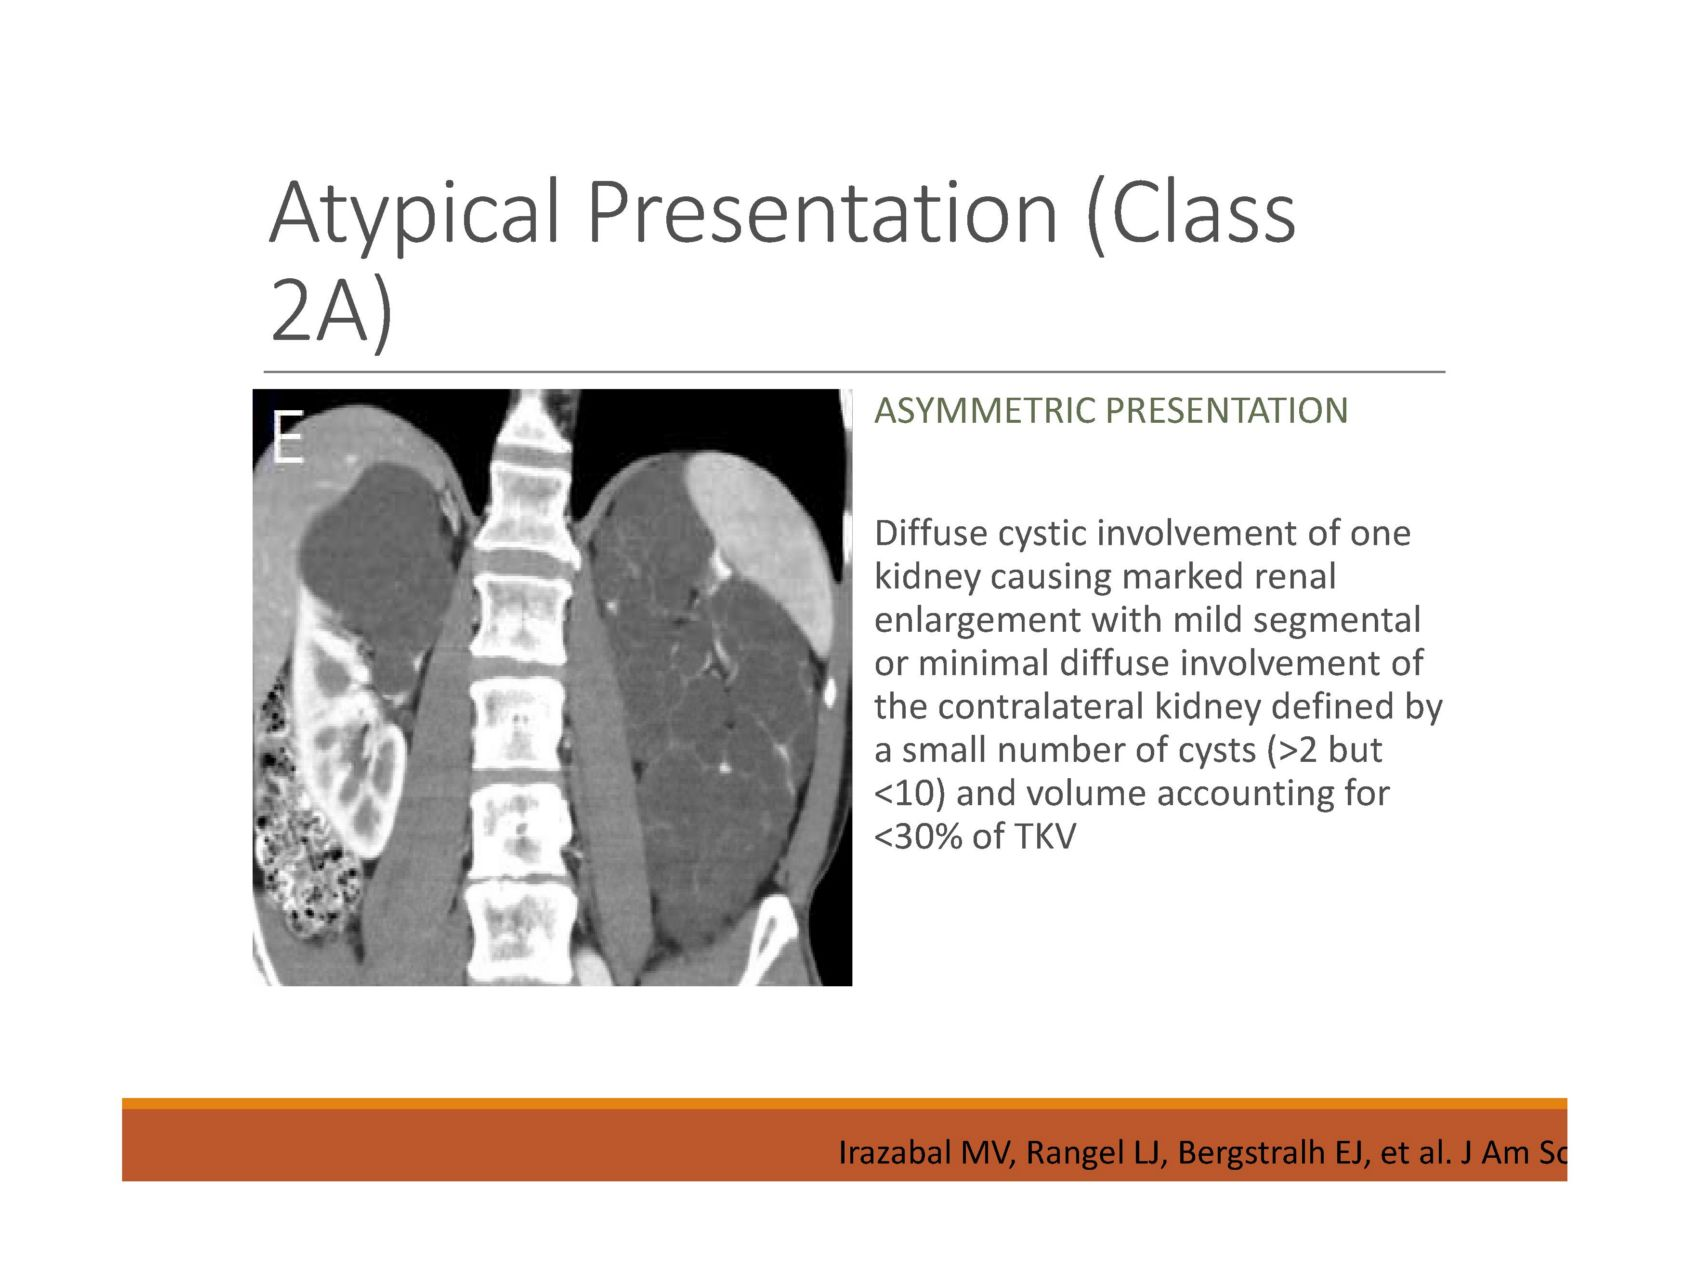 Atypical Presentation (Class
2A)
E
ASYMMETRIC PRESENTATION
Diffuse cystic involvement of one
kidney causing marked renal
enlargement with mild segmental
or minimal diffuse involvement of
the contralateral kidney defined by
a small number of cysts (>2 but
<10) and volume accounting for
<30% of TKV
Irazabal MV, Rangel LJ, Bergstralh EJ, et al. J Am